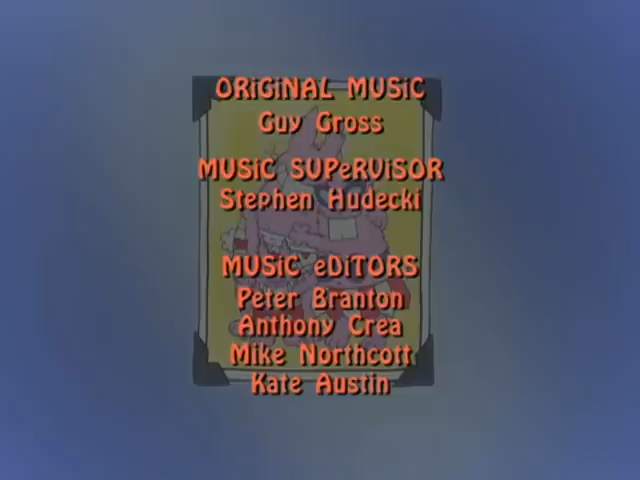 ORiGiNAL MUSiC
Guy Gross
MUSiC SUPeRViSOR
Stephen Hudecki
MUSiC eDiTORS
Peter Branton
Anthony Crea
Mike Northcott
Kate Austin